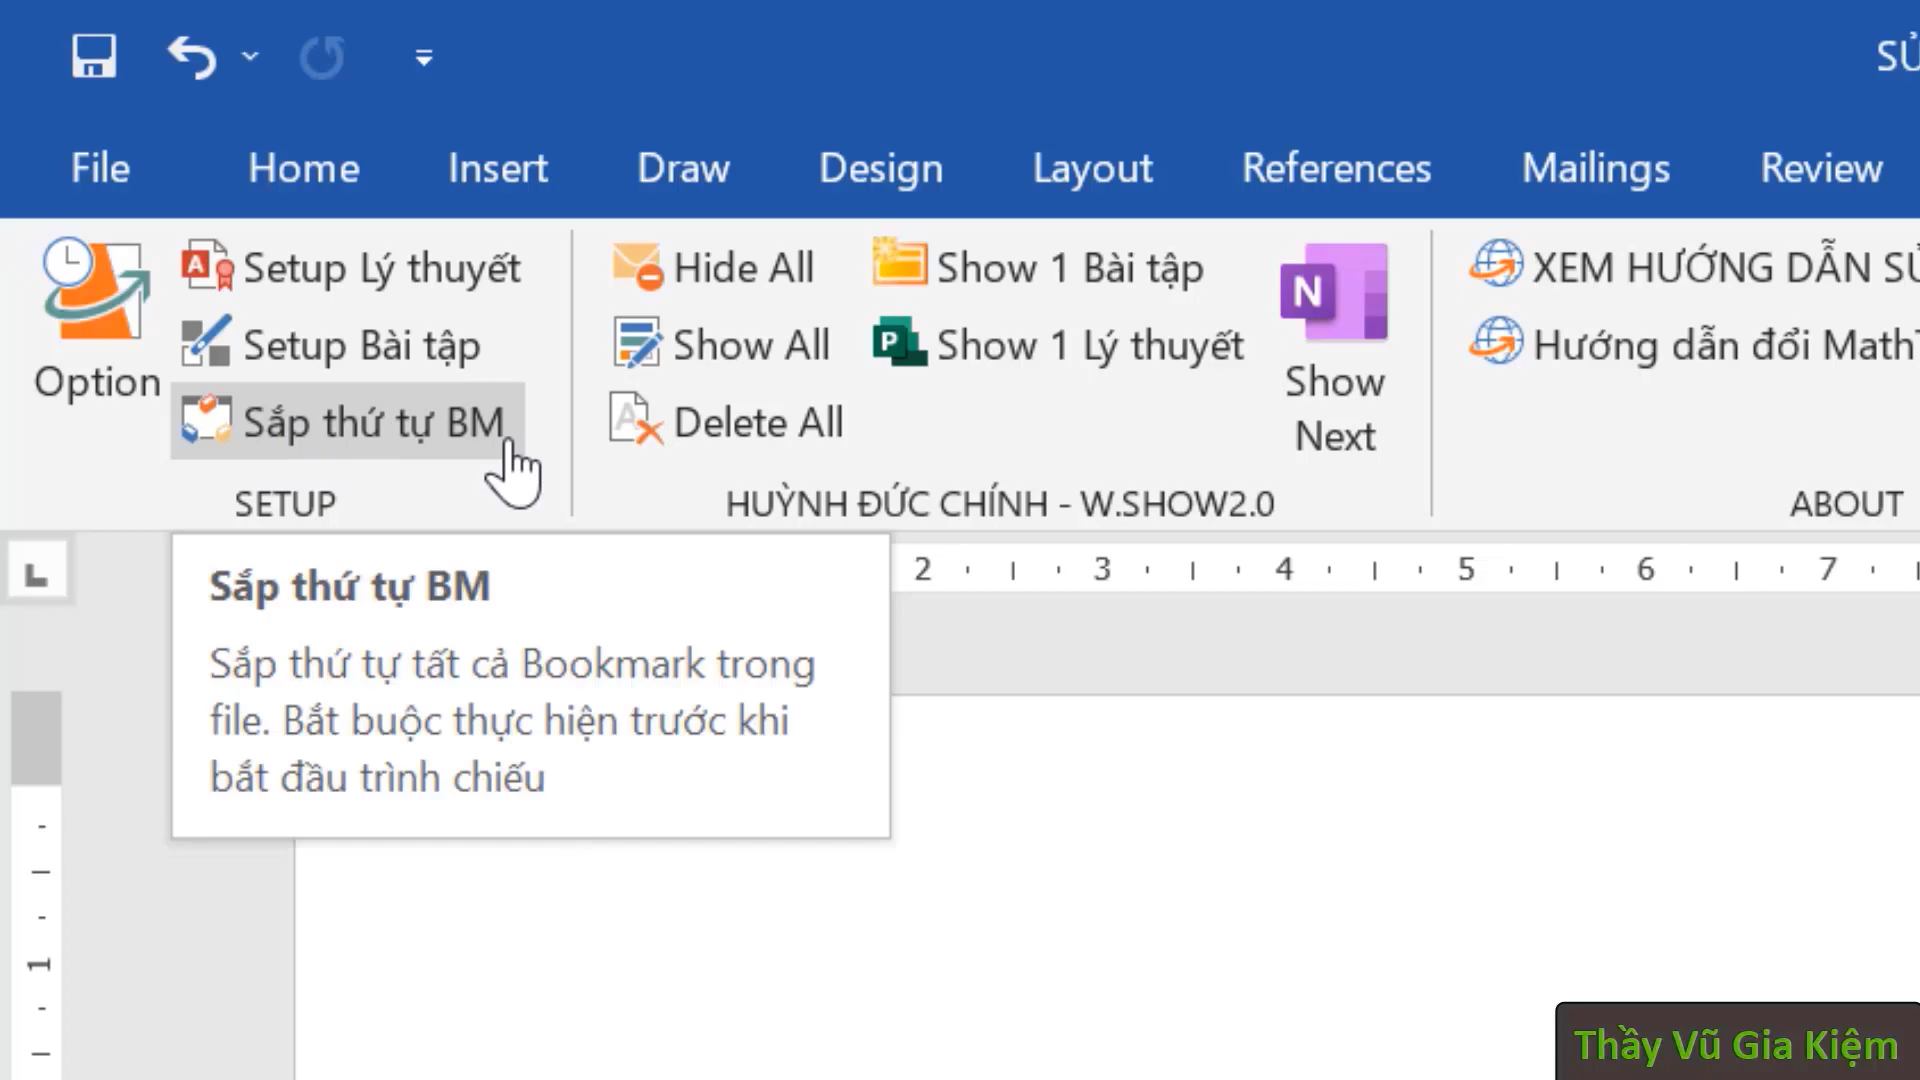 SỬ
File Home Insert Draw Design Layout References Mailings Review
Option
Setup Lý thuyết
Setup Bài tập
Sắp thứ tự BM
SETUP
Hide All
Show All
Delete All
Show 1 Bài tập
Show 1 Lý thuyết
Show
Next
HUỲNH ĐỨC CHÍNH - W.SHOW2.0
XEM HƯỚNG DẪN SỬ
Hướng dẫn đổi MathT
ABOUT
2 3 4 5 6 7
Sắp thứ tự BM
Sắp thứ tự tất cả Bookmark trong
file. Bắt buộc thực hiện trước khi
bắt đầu trình chiếu
1
Thầy Vũ Gia Kiệm